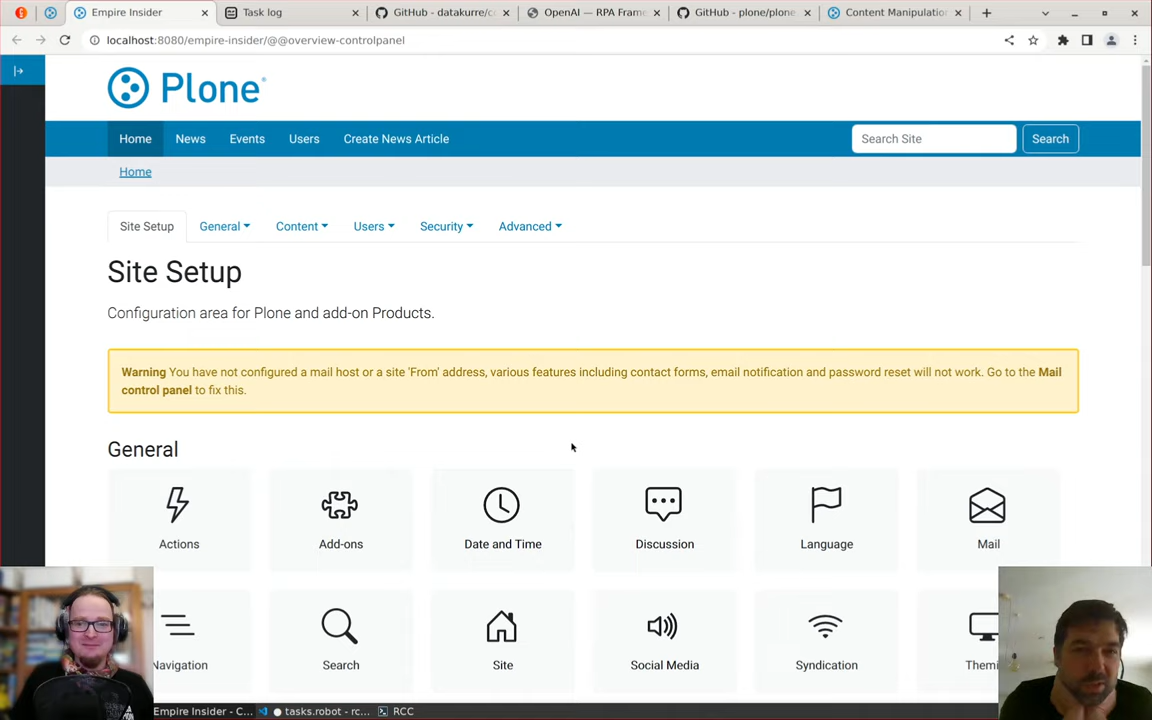 Empire Insider
Task log
GitHub - datakurre/c
OpenAI — RPA Frame
GitHub - plone/plone
Content Manipulation
localhost:8080/empire-insider/@@overview-controlpanel
Plone
Home
News
Events
Users
Create News Article
Search Site
Search
Home
Site Setup
General
Content
Users
Security
Advanced
Site Setup
Configuration area for Plone and add-on Products.
Warning You have not configured a mail host or a site 'From' address, various features including contact forms, email notification and password reset will not work. Go to the Mail
control panel to fix this.
General
Actions
Add-ons
Date and Time
Discussion
Language
Mail
Navigation
Search
Site
Social Media
Syndication
Themi
Empire Insider - C...
tasks.robot - rc...
RCC